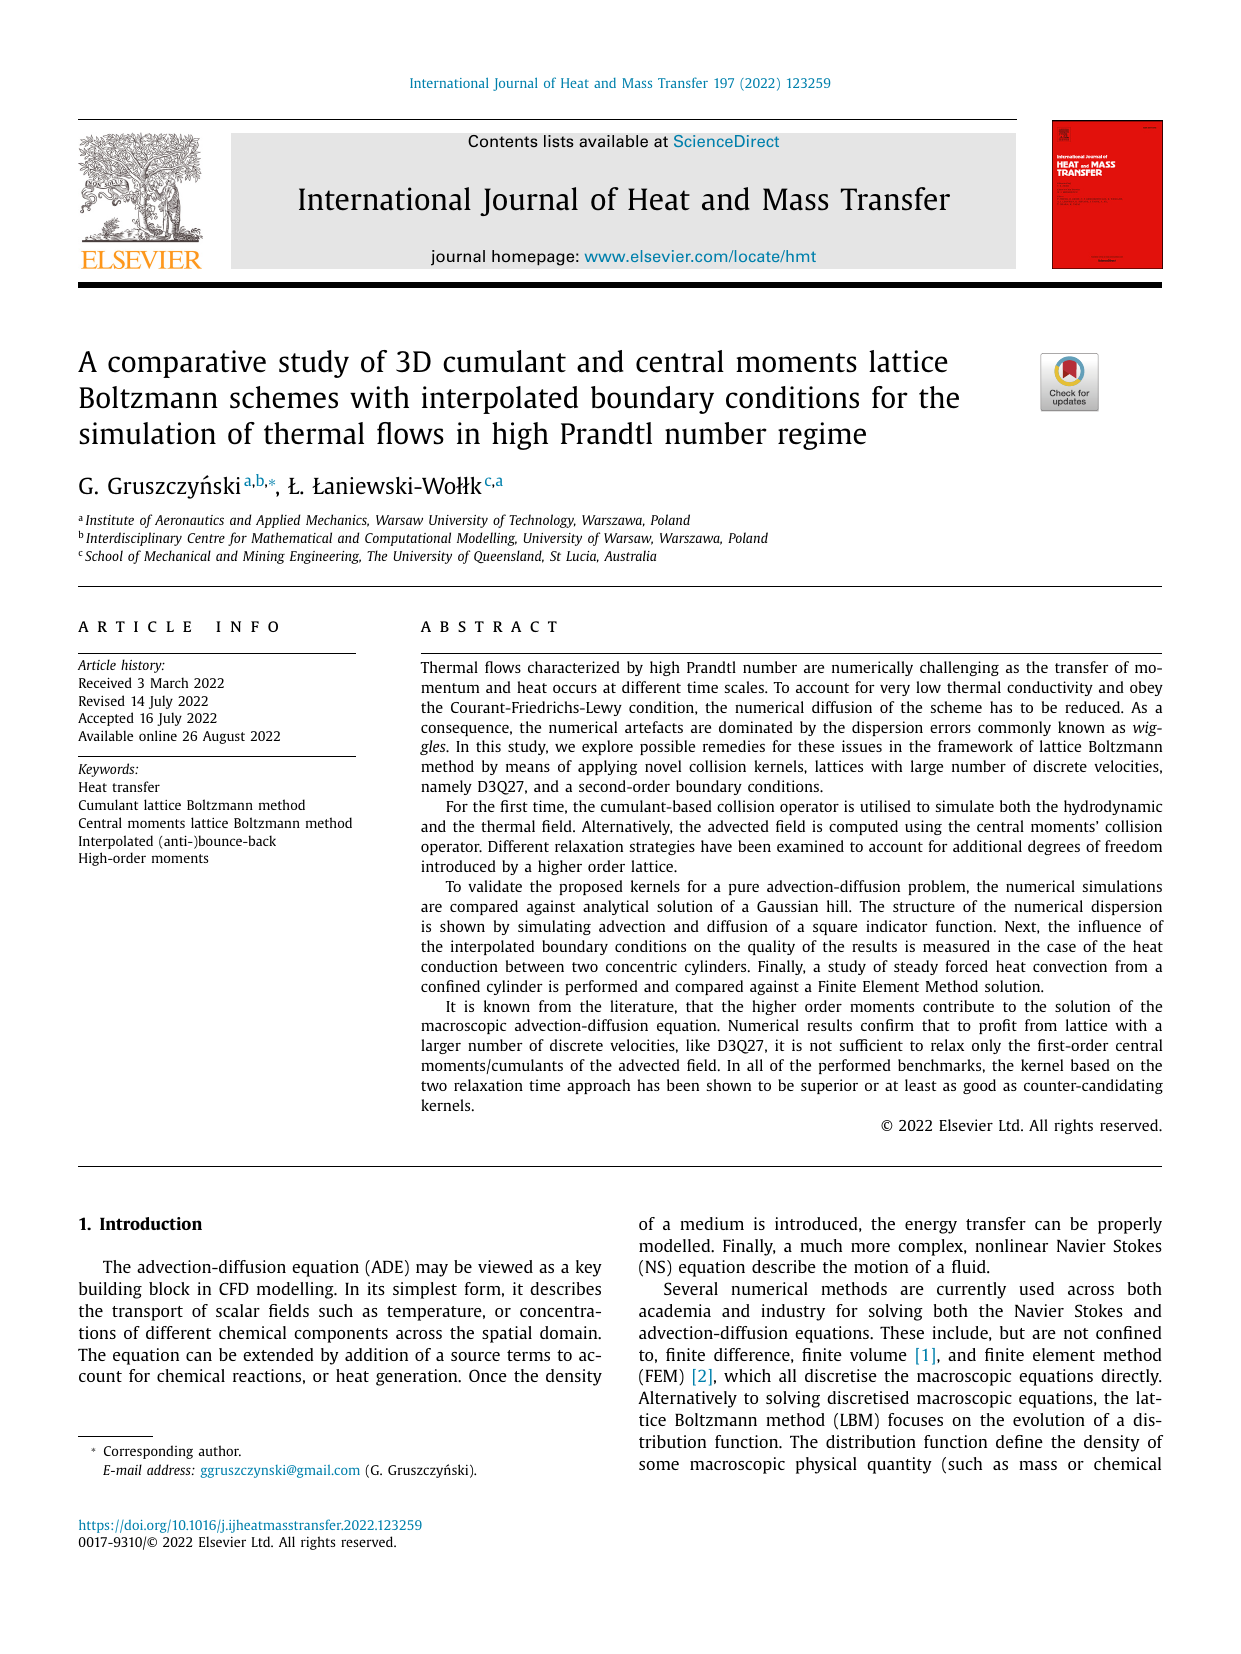 International Journal of Heat and Mass Transfer 197 (2022) 123259
Contents lists available at ScienceDirect
International Journal of Heat and Mass Transfer
journal homepage: www.elsevier.com/locate/hmt
ELSEVIER
International Journal of
HEAT and MASS
TRANSFER
A comparative study of 3D cumulant and central moments lattice
Boltzmann schemes with interpolated boundary conditions for the
simulation of thermal flows in high Prandtl number regime
Check for
updates
G. Gruszczyński a,b,*, Ł. Łaniewski-Wołłk c,a
a Institute of Aeronautics and Applied Mechanics, Warsaw University of Technology, Warszawa, Poland
b Interdisciplinary Centre for Mathematical and Computational Modelling, University of Warsaw, Warszawa, Poland
c School of Mechanical and Mining Engineering, The University of Queensland, St Lucia, Australia
ARTICLE INFO
Article history:
Received 3 March 2022
Revised 14 July 2022
Accepted 16 July 2022
Available online 26 August 2022
Keywords:
Heat transfer
Cumulant lattice Boltzmann method
Central moments lattice Boltzmann method
Interpolated (anti-)bounce-back
High-order moments
ABSTRACT
Thermal flows characterized by high Prandtl number are numerically challenging as the transfer of mo-
mentum and heat occurs at different time scales. To account for very low thermal conductivity and obey
the Courant-Friedrichs-Lewy condition, the numerical diffusion of the scheme has to be reduced. As a
consequence, the numerical artefacts are dominated by the dispersion errors commonly known as wig-
gles. In this study, we explore possible remedies for these issues in the framework of lattice Boltzmann
method by means of applying novel collision kernels, lattices with large number of discrete velocities,
namely D3Q27, and a second-order boundary conditions.
For the first time, the cumulant-based collision operator is utilised to simulate both the hydrodynamic
and the thermal field. Alternatively, the advected field is computed using the central moments' collision
operator. Different relaxation strategies have been examined to account for additional degrees of freedom
introduced by a higher order lattice.
To validate the proposed kernels for a pure advection-diffusion problem, the numerical simulations
are compared against analytical solution of a Gaussian hill. The structure of the numerical dispersion
is shown by simulating advection and diffusion of a square indicator function. Next, the influence of
the interpolated boundary conditions on the quality of the results is measured in the case of the heat
conduction between two concentric cylinders. Finally, a study of steady forced heat convection from a
confined cylinder is performed and compared against a Finite Element Method solution.
It is known from the literature, that the higher order moments contribute to the solution of the
macroscopic advection-diffusion equation. Numerical results confirm that to profit from lattice with a
larger number of discrete velocities, like D3Q27, it is not sufficient to relax only the first-order central
moments/cumulants of the advected field. In all of the performed benchmarks, the kernel based on the
two relaxation time approach has been shown to be superior or at least as good as counter-candidating
kernels.
© 2022 Elsevier Ltd. All rights reserved.
1. Introduction
The advection-diffusion equation (ADE) may be viewed as a key
building block in CFD modelling. In its simplest form, it describes
the transport of scalar fields such as temperature, or concentra-
tions of different chemical components across the spatial domain.
The equation can be extended by addition of a source terms to ac-
count for chemical reactions, or heat generation. Once the density
of a medium is introduced, the energy transfer can be properly
modelled. Finally, a much more complex, nonlinear Navier Stokes
(NS) equation describe the motion of a fluid.
Several numerical methods are currently used across both
academia and industry for solving both the Navier Stokes and
advection-diffusion equations. These include, but are not confined
to, finite difference, finite volume [1], and finite element method
(FEM) [2], which all discretise the macroscopic equations directly.
Alternatively to solving discretised macroscopic equations, the lat-
tice Boltzmann method (LBM) focuses on the evolution of a dis-
tribution function. The distribution function define the density of
some macroscopic physical quantity (such as mass or chemical
* Corresponding author.
E-mail address: ggruszczynski@gmail.com (G. Gruszczyński).
https://doi.org/10.1016/j.ijheatmasstransfer.2022.123259
0017-9310/© 2022 Elsevier Ltd. All rights reserved.